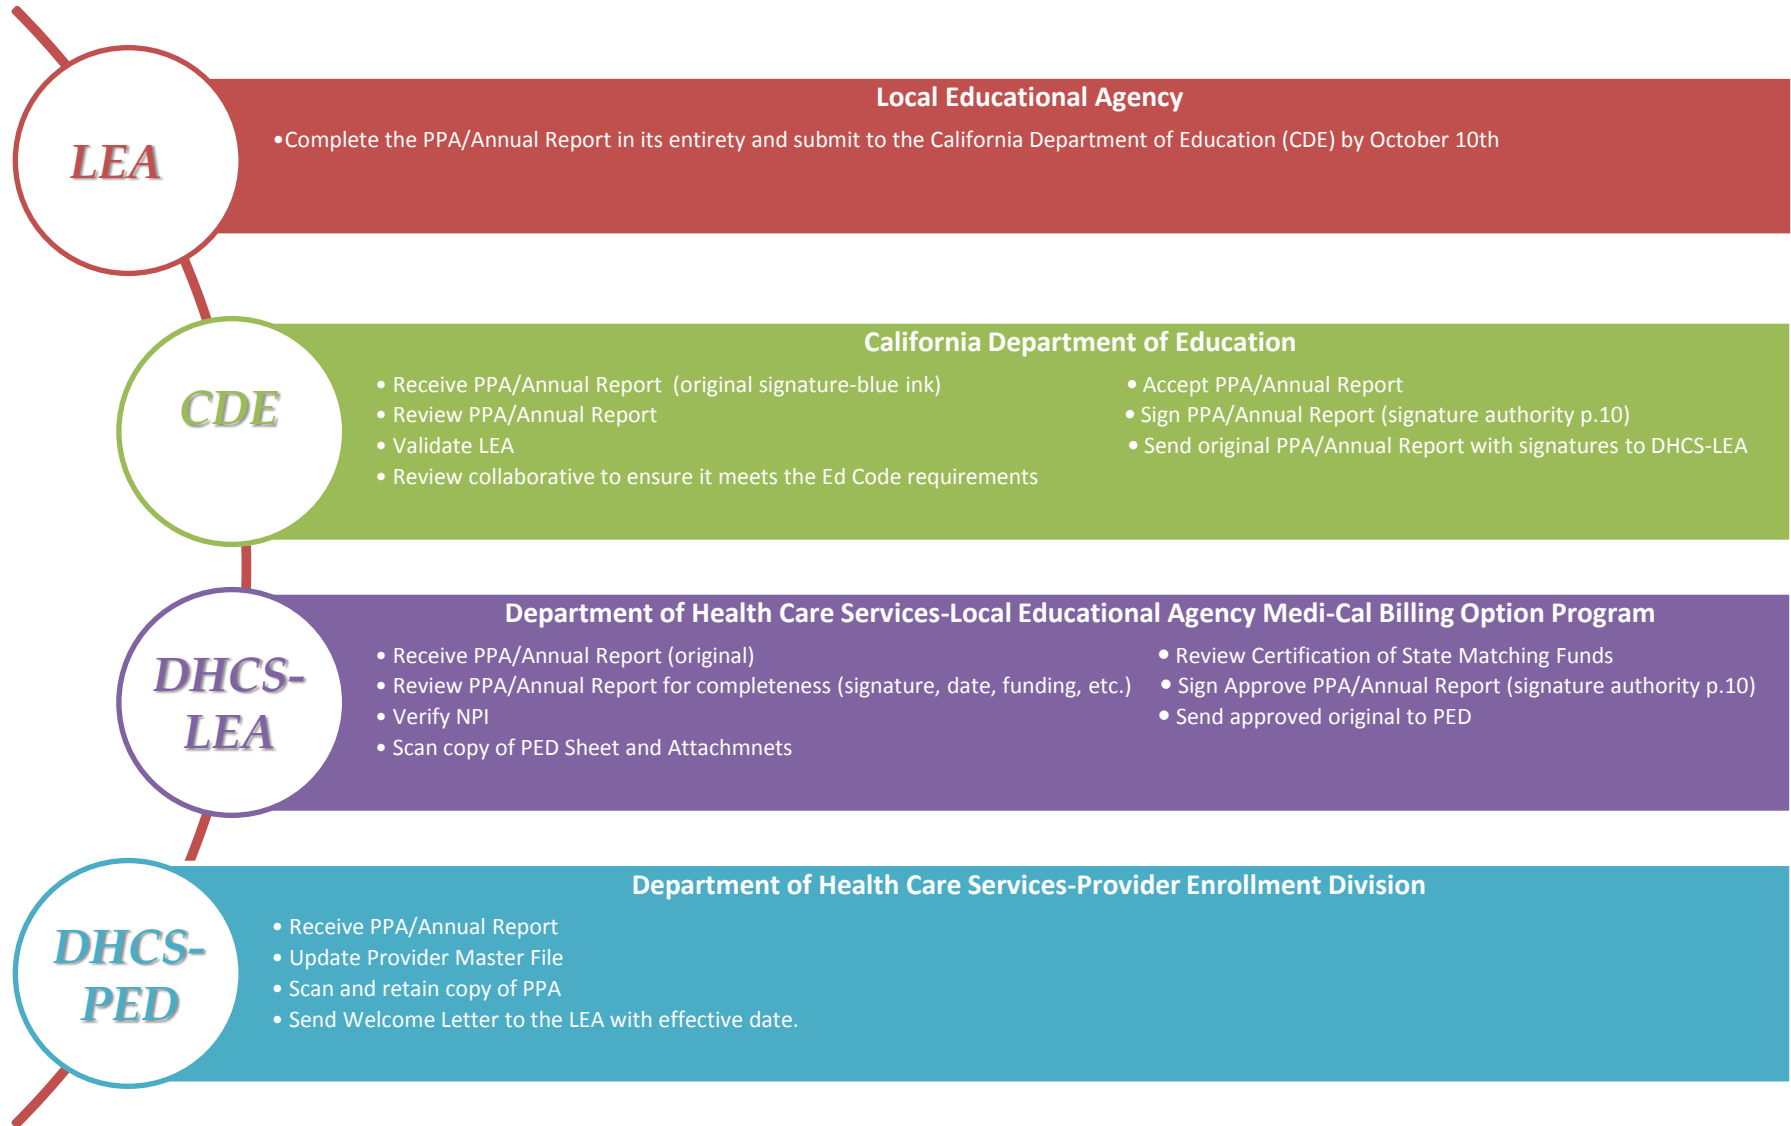 LEA
Local Educational Agency
•Complete the PPA/Annual Report in its entirety and submit to the California Department of Education (CDE) by October 10th
CDE
California Department of Education
• Receive PPA/Annual Report  (original signature-blue ink)
• Review PPA/Annual Report
• Validate LEA
• Review collaborative to ensure it meets the Ed Code requirements
• Accept PPA/Annual Report
• Sign PPA/Annual Report (signature authority p.10)
• Send original PPA/Annual Report with signatures to DHCS-LEA
DHCS-
LEA
Department of Health Care Services-Local Educational Agency Medi-Cal Billing Option Program
• Receive PPA/Annual Report (original)
• Review PPA/Annual Report for completeness (signature, date, funding, etc.)
• Verify NPI
• Scan copy of PED Sheet and Attachmnets
• Review Certification of State Matching Funds
• Sign Approve PPA/Annual Report (signature authority p.10)
• Send approved original to PED
DHCS-
PED
Department of Health Care Services-Provider Enrollment Division
• Receive PPA/Annual Report
• Update Provider Master File
• Scan and retain copy of PPA
• Send Welcome Letter to the LEA with effective date.